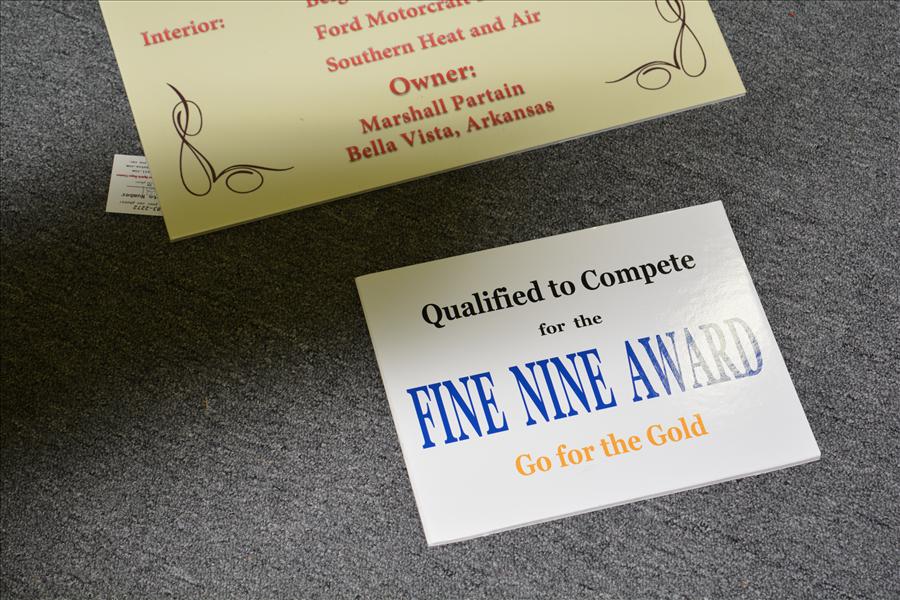 Interior:
Ford Motorcraft
Southern Heat and Air
Owner:
Marshall Partain
Bella Vista, Arkansas
Qualified to Compete
for the
FINE NINE AWARD
Go for the Gold